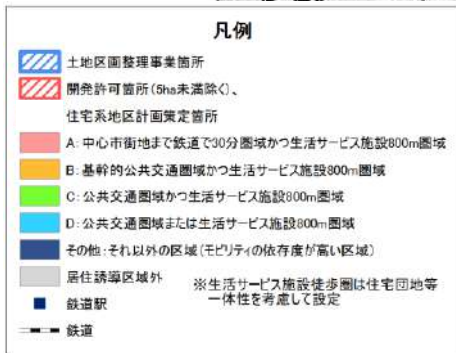 凡例
土地区画整理事業箇所
開発許可箇所(5ha未満除く)、
住宅系地区計画策定箇所
A:中心市街地まで鉄道で30分圏域かつ生活サービス施設800m圏域
B:基幹的公共交通圏域かつ生活サービス施設800m圏域
C:公共交通圏域かつ生活サービス施設800m圏域
D:公共交通圏域または生活サービス施設800m圏域
その他:それ以外の区域(モビリティの依存度が高い区域)
居住誘導区域外
※生活サービス施設徒歩圏は住宅団地等
一体性を考慮して設定
鉄道駅
鉄道